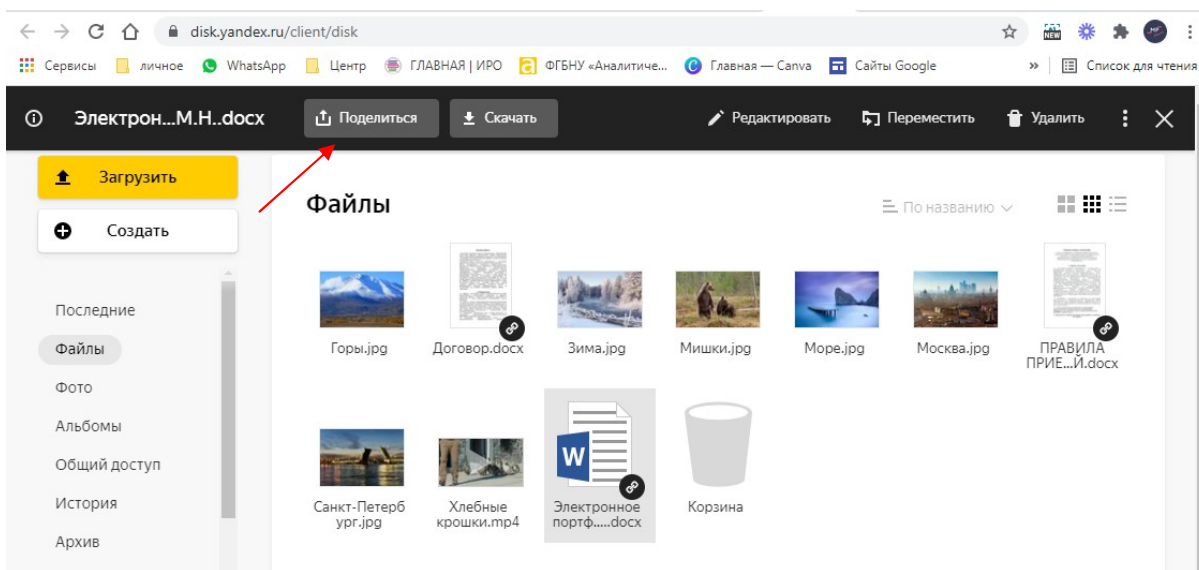 disk.yandex.ru/client/disk
NEW
Сервисы личное WhatsApp Центр ГЛАВНАЯ | ИРО ФГБНУ «Аналитиче... Главная — Canva Сайты Google » Список для чтения
Электрон...М.Н..docx Поделиться Скачать Редактировать Переместить Удалить
Загрузить
Создать
Последние
Файлы
Фото
Альбомы
Общий доступ
История
Архив
Файлы
По названию
Горы.jpg Договор.docx Зима.jpg Мишки.jpg Море.jpg Москва.jpg ПРАВИЛА
ПРИЕ...Й.docx
W
Санкт-Петерб Хлебные Электронное Корзина
ург.jpg крошки.mp4 портф.....docx